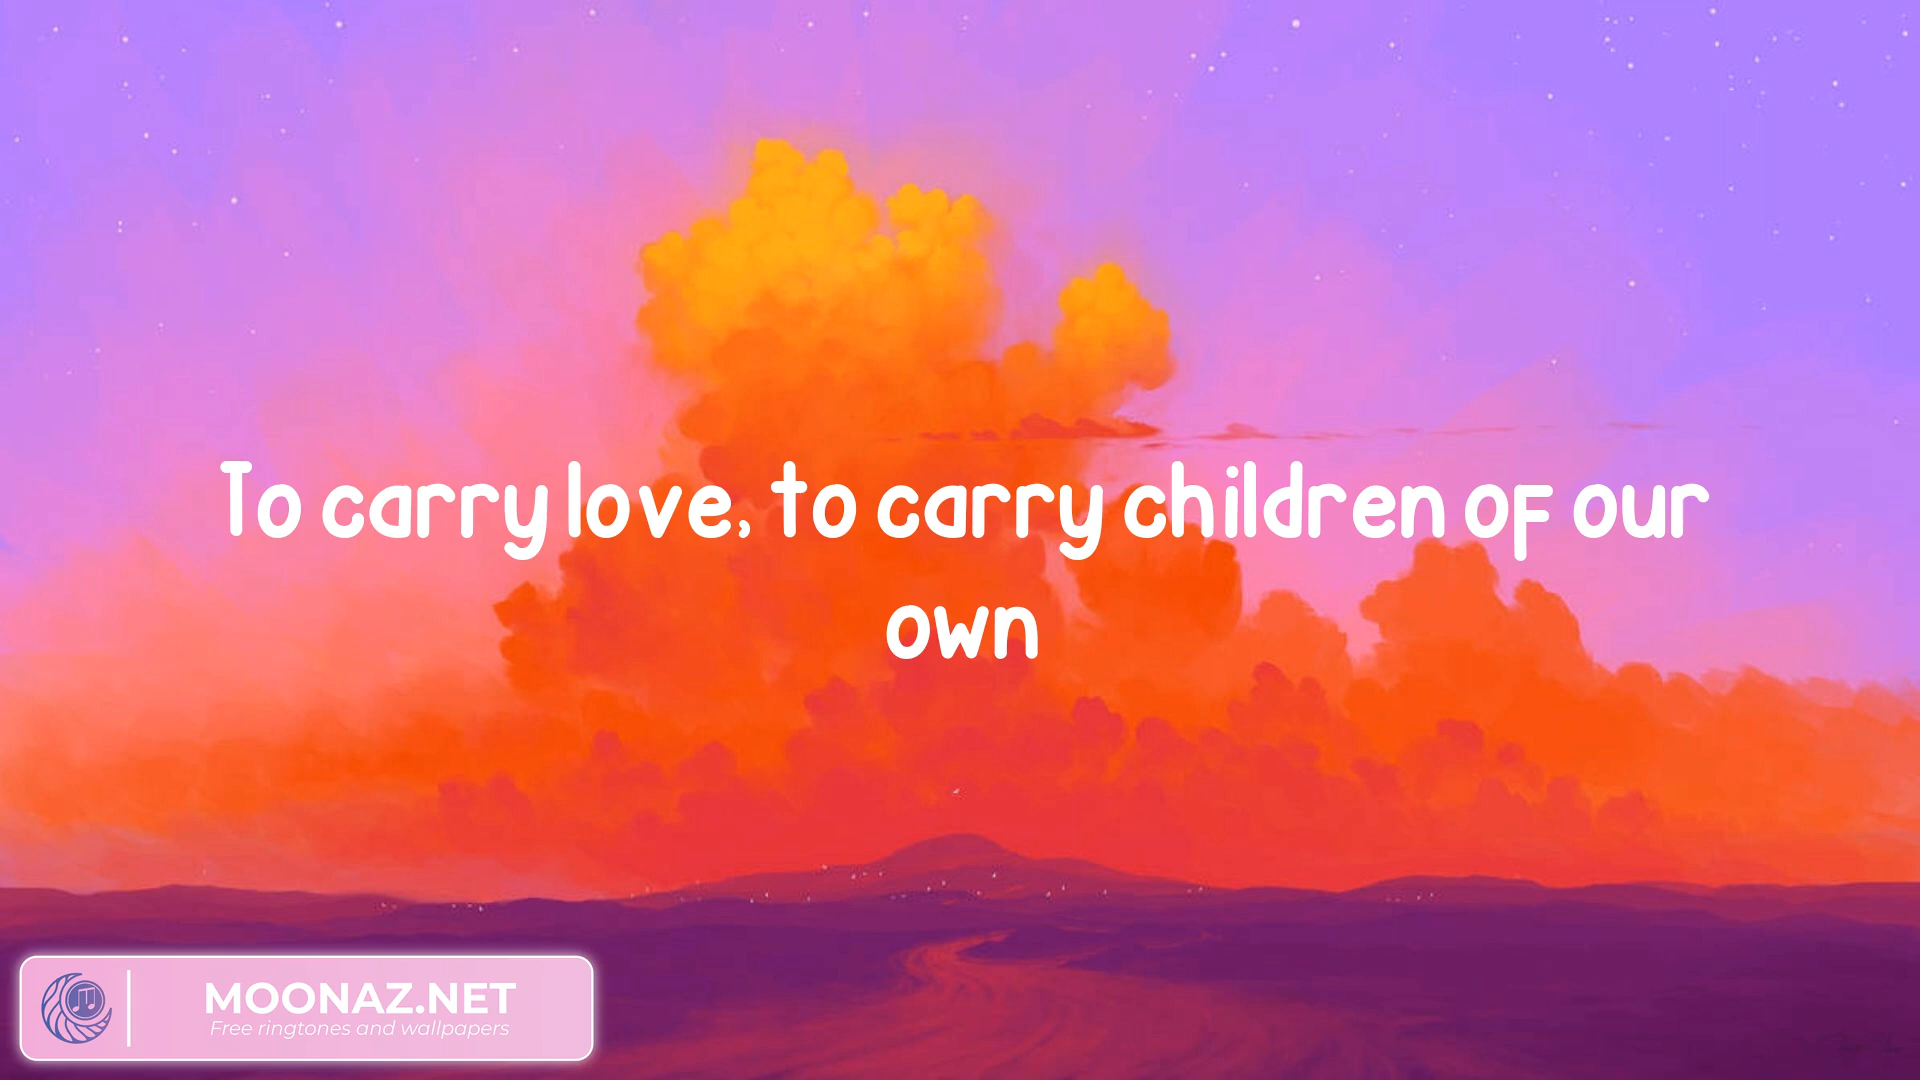 To carry love, to carry children of our
own
MOONAZ.NET
Free ringtones and wallpapers